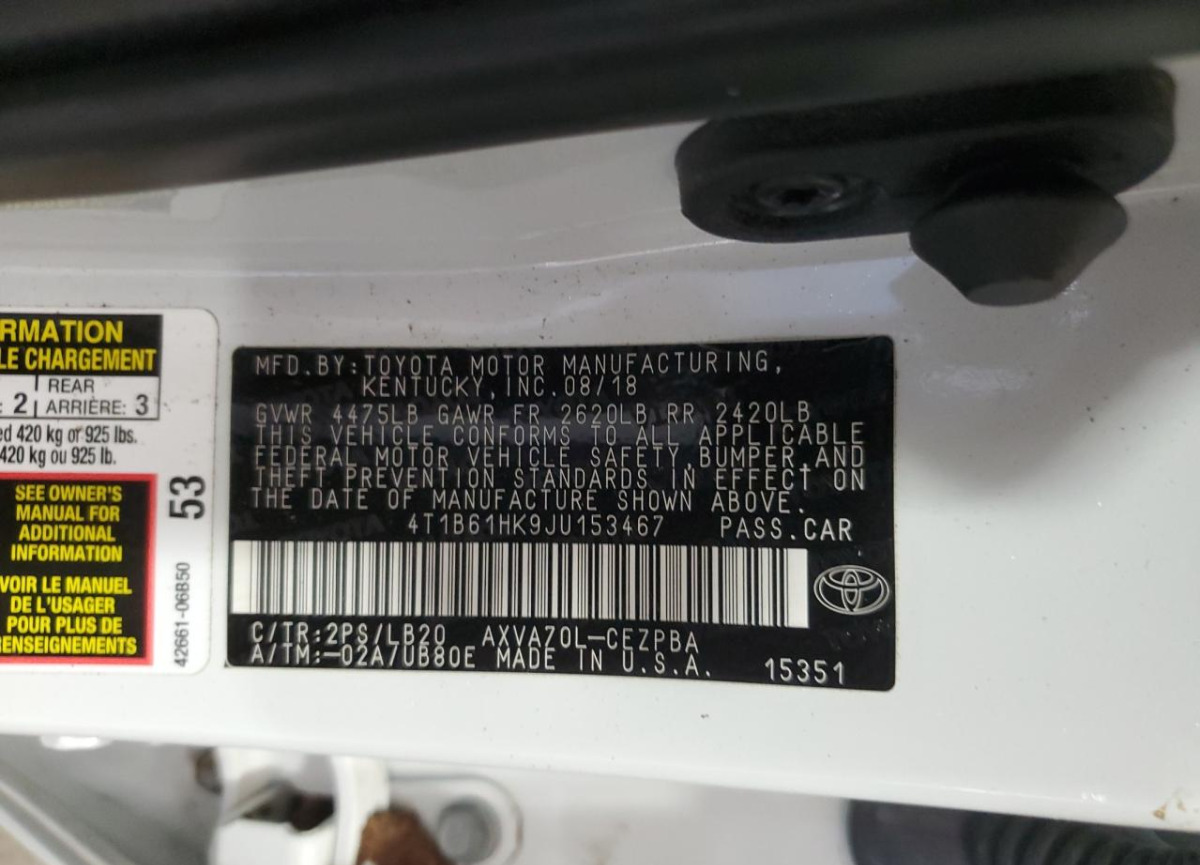 RMATION
LE CHARGEMENT
: 2 | REAR
ARRIÈRE: 3
ed 420 kg or 925 lbs.
420 kg ou 925 lb.
SEE OWNER'S
MANUAL FOR
ADDITIONAL
INFORMATION
VOIR LE MANUEL
DE L'USAGER
POUR PLUS DE
RENSEIGNEMENTS
53
42661-06B50
MFD.BY:TOYOTA MOTOR MANUFACTURING,
KENTUCKY,INC.08/18
GVWR 4475LB GAWR FR 2620LB RR 2420LB
THIS VEHICLE CONFORMS TO ALL APPLICABLE
FEDERAL MOTOR VEHICLE SAFETY,BUMPER,AND
THEFT PREVENTION STANDARDS IN EFFECT ON
THE DATE OF MANUFACTURE SHOWN ABOVE.
4T1B61HK9JU153467 PASS.CAR
C/TR:2PS/LB20 AXVA70L-CEZPBA
A/TM:-02A/UB80E MADE IN U.S.A.
15351